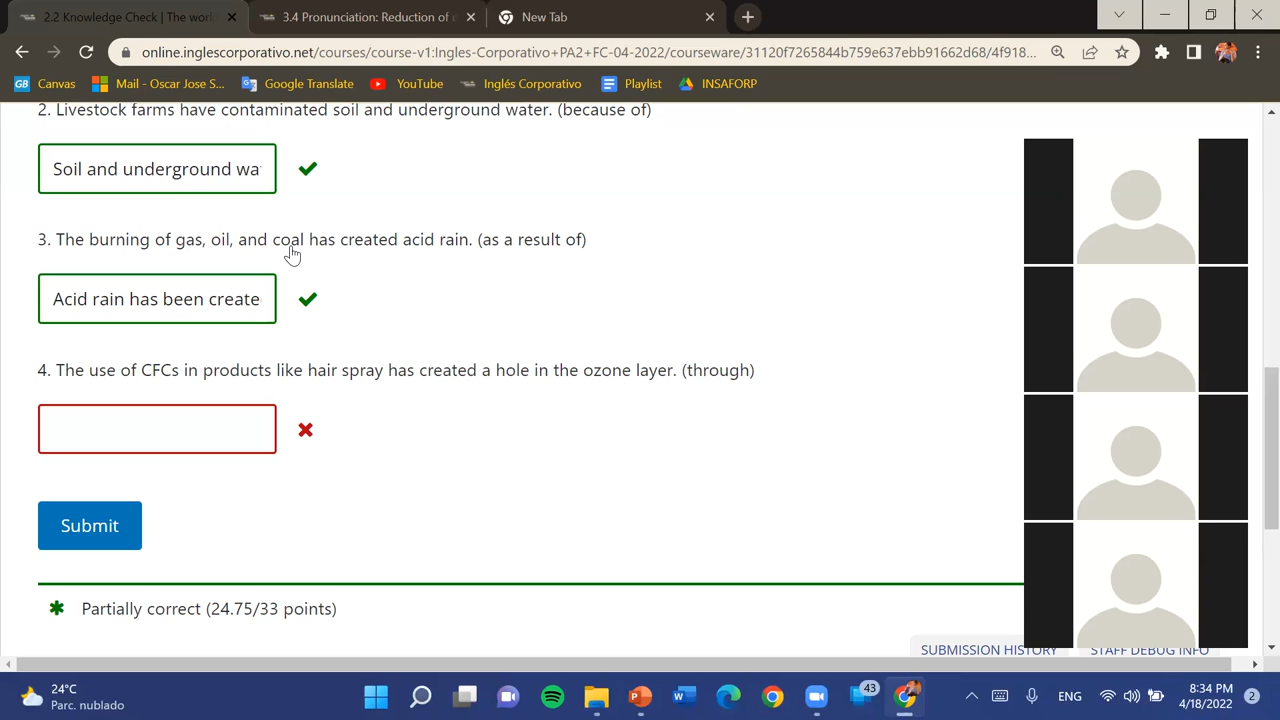 2.2 Knowledge Check | The worl
3.4 Pronunciation: Reduction of
New Tab
online.inglescorporativo.net/courses/course-v1:Ingles-Corporativo+PA2+FC-04-2022/courseware/31120f7265844b759e637ebb91662d68/4f918...
GB Canvas
Mail - Oscar Jose S...
Google Translate
YouTube
Inglés Corporativo
Playlist
INSAFORP
2. Livestock farms have contaminated soil and underground water. (because of)
Soil and underground wa
3. The burning of gas, oil, and coal has created acid rain. (as a result of)
Acid rain has been create
4. The use of CFCs in products like hair spray has created a hole in the ozone layer. (through)
Submit
Partially correct (24.75/33 points)
SUBMISSION HISTORY
STAFF DEBUG INFO
24°C
Parc. nublado
43
ENG
8:34 PM
4/18/2022
2